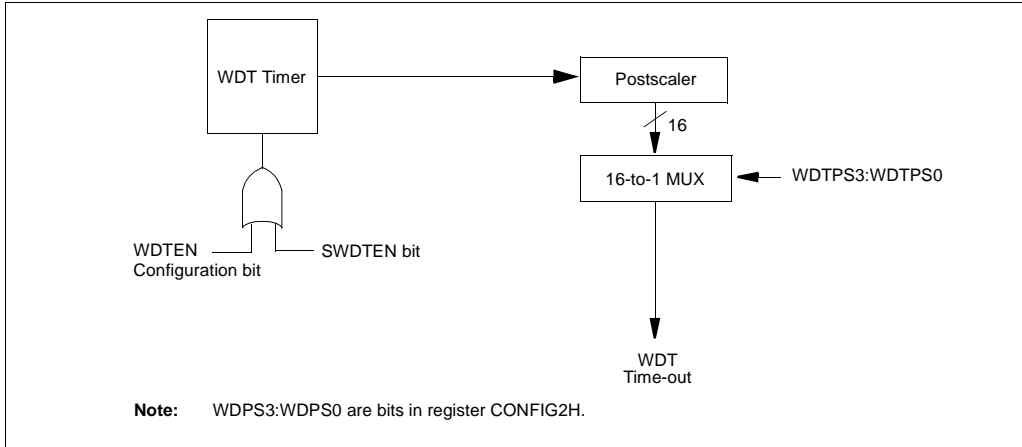 WDT Timer
Postscaler
16
16-to-1 MUX
WDTPS3:WDTPS0
WDTEN
Configuration bit
SWDTEN bit
WDT
Time-out
Note: WDPS3:WDPS0 are bits in register CONFIG2H.